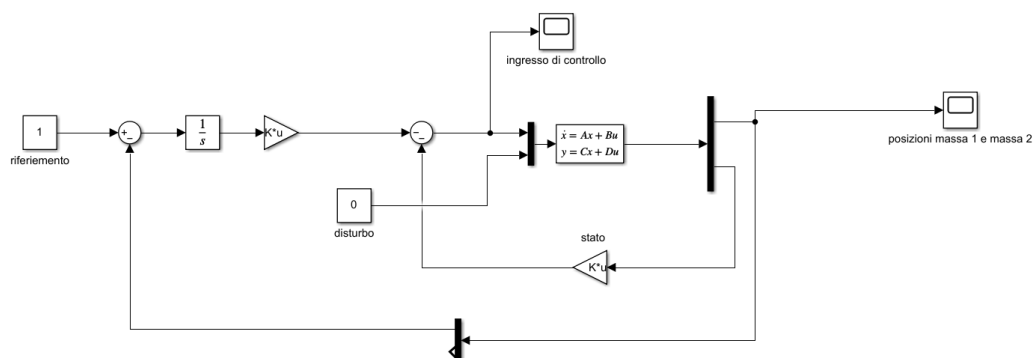 ingresso di controllo
1
riferiemento
+
−
1
s
K*u
−
−
ẋ = Ax + Bu
y = Cx + Du
posizioni massa 1 e massa 2
0
disturbo
stato
K*u